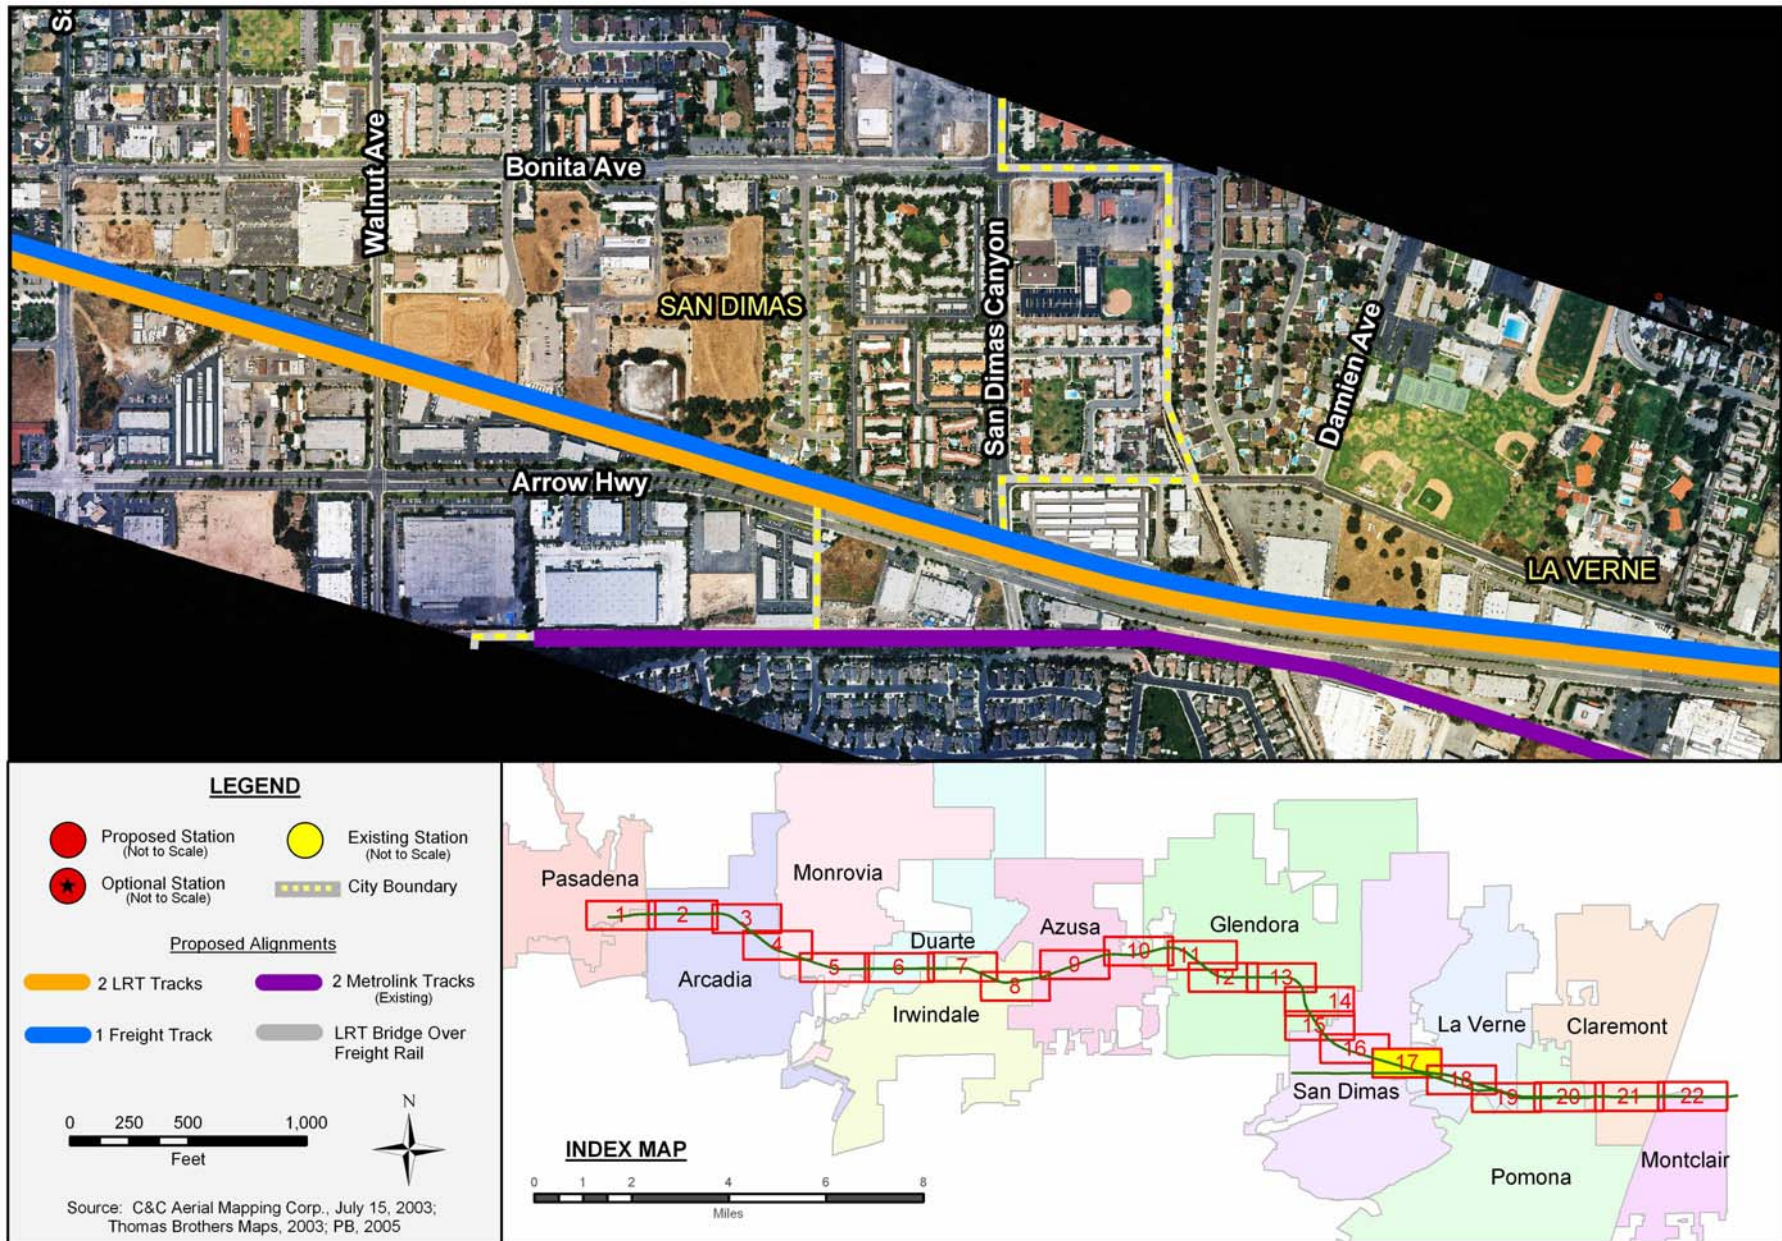 Walnut Ave
Bonita Ave
SAN DIMAS
San Dimas Canyon
Damien Ave
Arrow Hwy
LA VERNE
LEGEND
Proposed Station
(Not to Scale)
Existing Station
(Not to Scale)
Optional Station
(Not to Scale)
City Boundary
Proposed Alignments
2 LRT Tracks
2 Metrolink Tracks
(Existing)
1 Freight Track
LRT Bridge Over
Freight Rail
N
0 250 500 1,000
Feet
Source: C&C Aerial Mapping Corp., July 15, 2003;
Thomas Brothers Maps, 2003; PB, 2005
Pasadena
Monrovia
Arcadia
Duarte
Irwindale
Azusa
Glendora
La Verne
Claremont
San Dimas
Pomona
Montclair
1
2
3
4
5
6
7
8
9
10
11
12
13
14
15
16
17
18
19
20
21
22
INDEX MAP
0 1 2 4 6 8
Miles